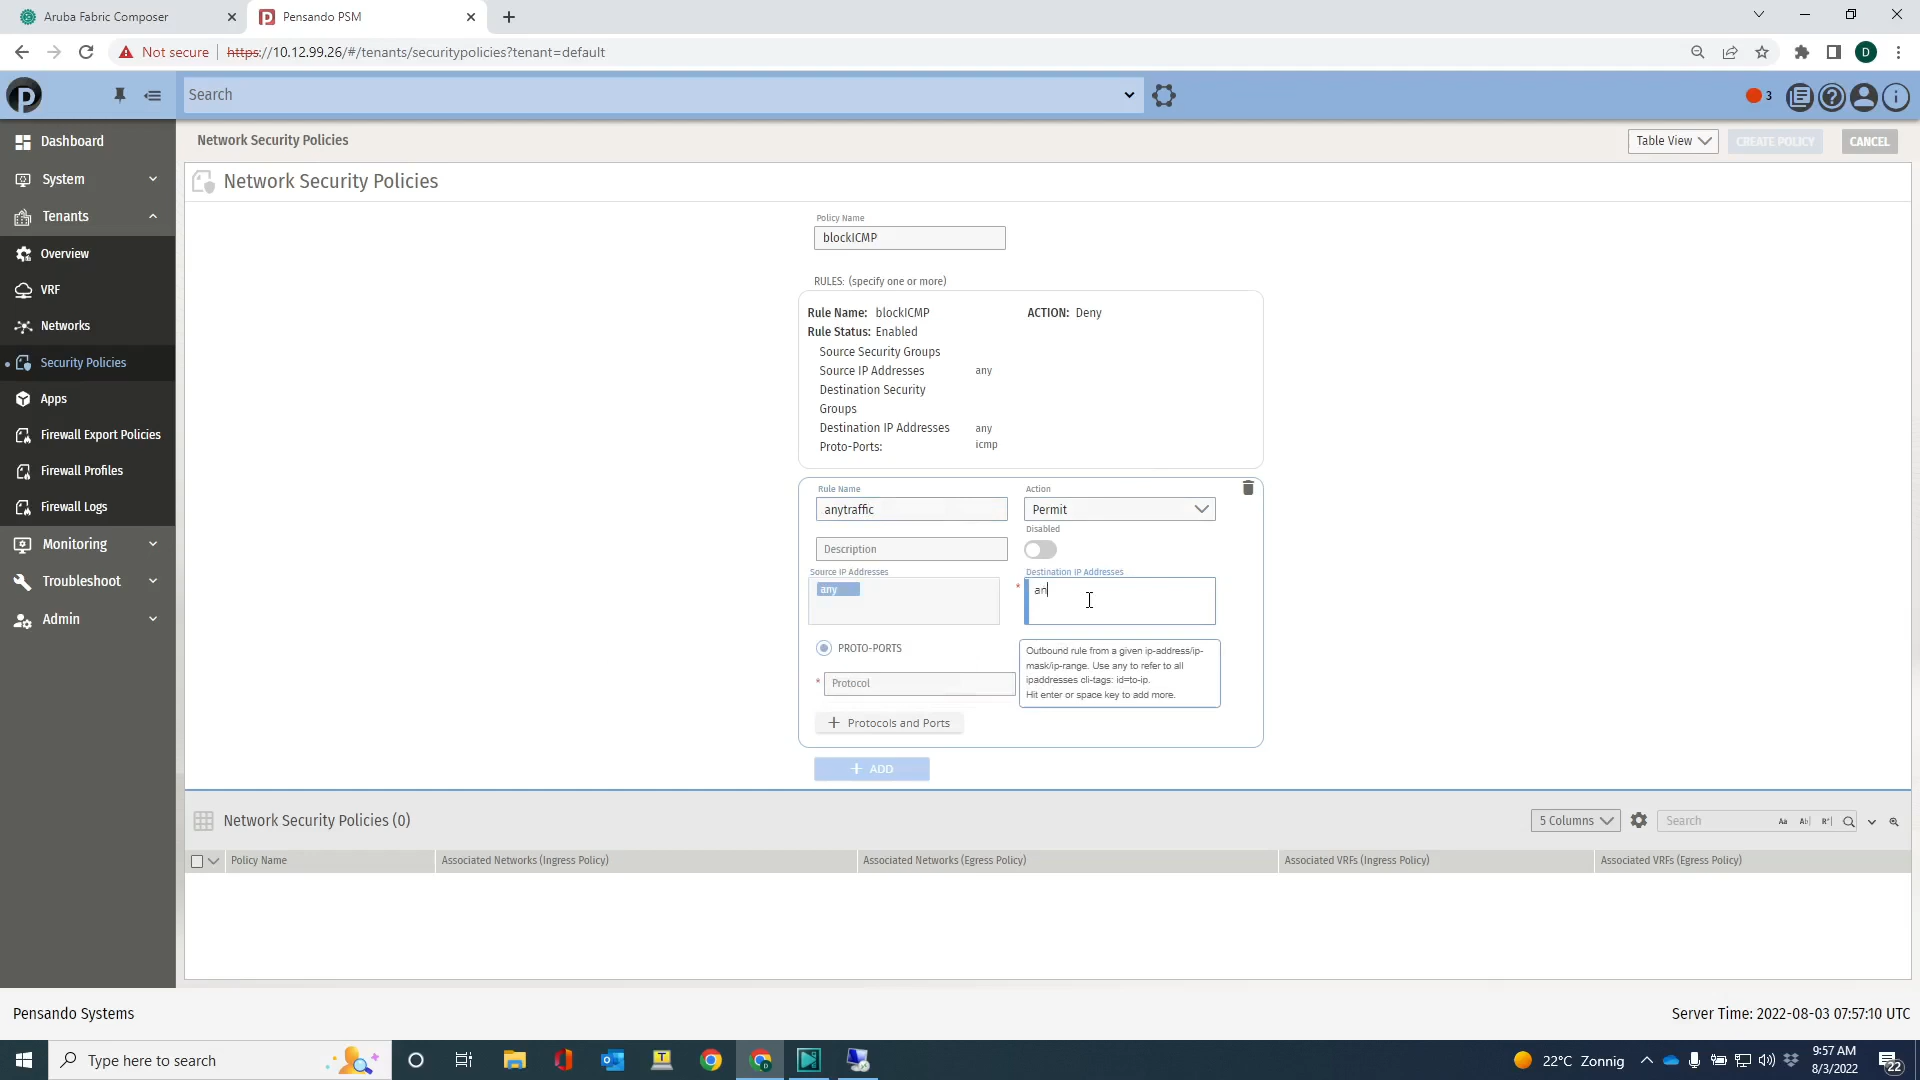 Aruba Fabric Composer
Pensando PSM
Not secure
https://10.12.99.26/#/tenants/securitypolicies?tenant=default
D
Search
3
Dashboard
System
Tenants
Overview
VRF
Networks
Security Policies
Apps
Firewall Export Policies
Firewall Profiles
Firewall Logs
Monitoring
Troubleshoot
Admin
Network Security Policies
Table View
CREATE POLICY
CANCEL
Network Security Policies
Policy Name
blockICMP
RULES: (specify one or more)
Rule Name: blockICMP
ACTION: Deny
Rule Status: Enabled
Source Security Groups
Source IP Addresses any
Destination Security
Groups
Destination IP Addresses any
Proto-Ports: icmp
Rule Name
anytraffic
Action
Permit
Disabled
Description
Source IP Addresses
any
Destination IP Addresses
* an
PROTO-PORTS
* Protocol
Outbound rule from a given ip-address/ip-
mask/ip-range. Use any to refer to all
ipaddresses cli-tags: id=to-ip.
Hit enter or space key to add more.
+ Protocols and Ports
+ ADD
Network Security Policies (0)
5 Columns
Search
Policy Name
Associated Networks (Ingress Policy)
Associated Networks (Egress Policy)
Associated VRFs (Ingress Policy)
Associated VRFs (Egress Policy)
Pensando Systems
Server Time: 2022-08-03 07:57:10 UTC
Type here to search
22°C Zonnig
9:57 AM
8/3/2022
22